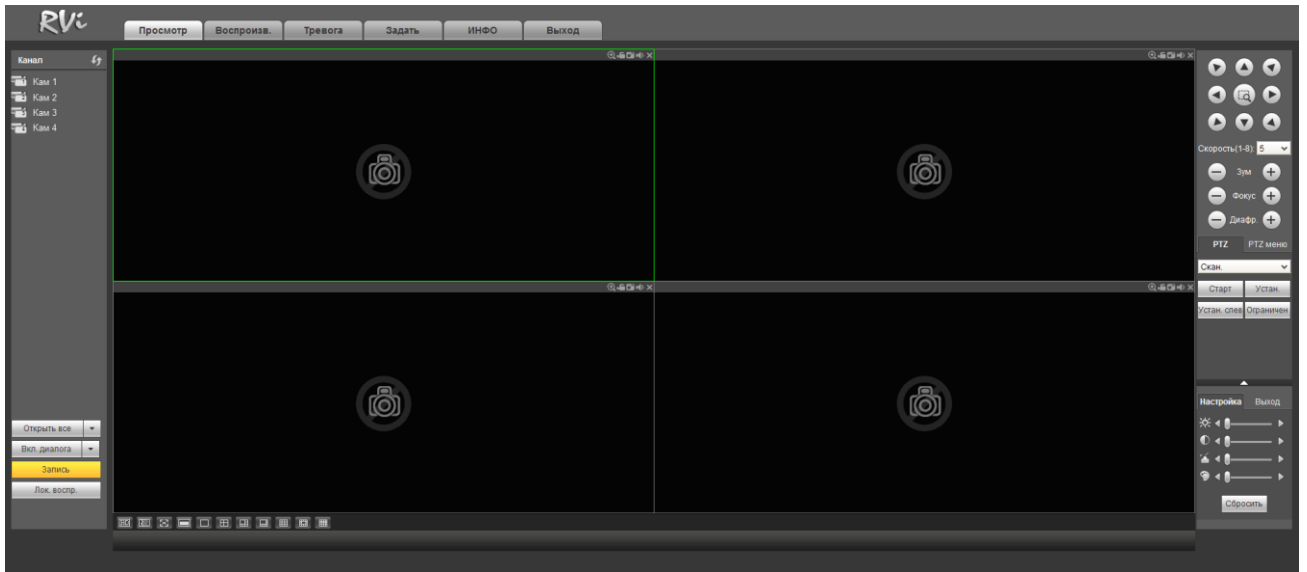 RVi
Просмотр Воспроизв. Тревога Задать ИНФО Выход
Канал
Кам 1
Кам 2
Кам 3
Кам 4
Открыть все
Вкл. диалога
Запись
Лок. воспр.
Скорость(1-8): 5
Зум
Фокус
Диафр.
PTZ PTZ меню
Скан.
Старт Устан.
Устан. слев Ограничен
Настройка Выход
Сбросить